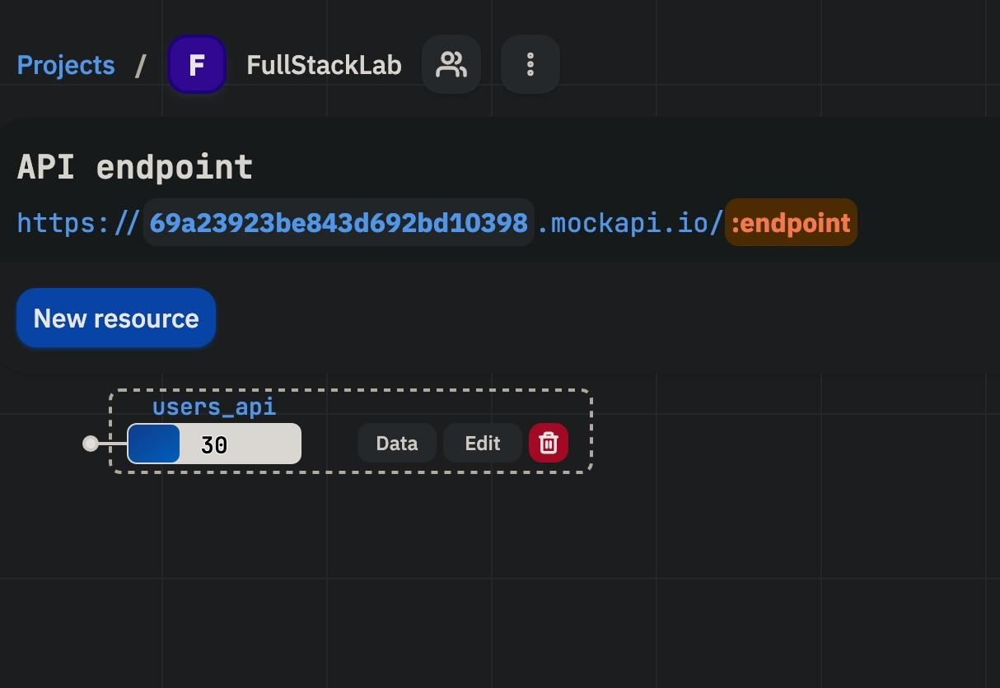 Projects / F FullStackLab
API endpoint
https://69a23923be843d692bd10398.mockapi.io/:endpoint
New resource
users_api
30 Data Edit